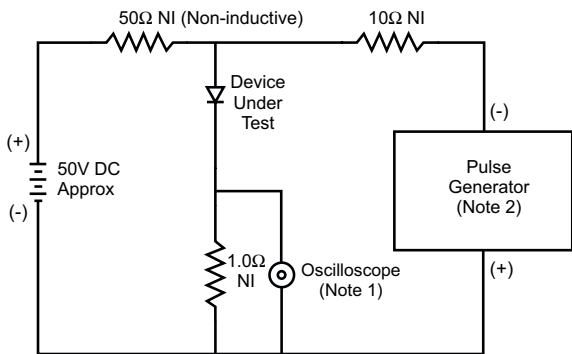 50Ω NI (Non-inductive)
10Ω NI
Device
Under
Test
(-)
(+)
50V DC
Approx
(-)
Pulse
Generator
(Note 2)
1.0Ω
NI
Oscilloscope
(Note 1)
(+)